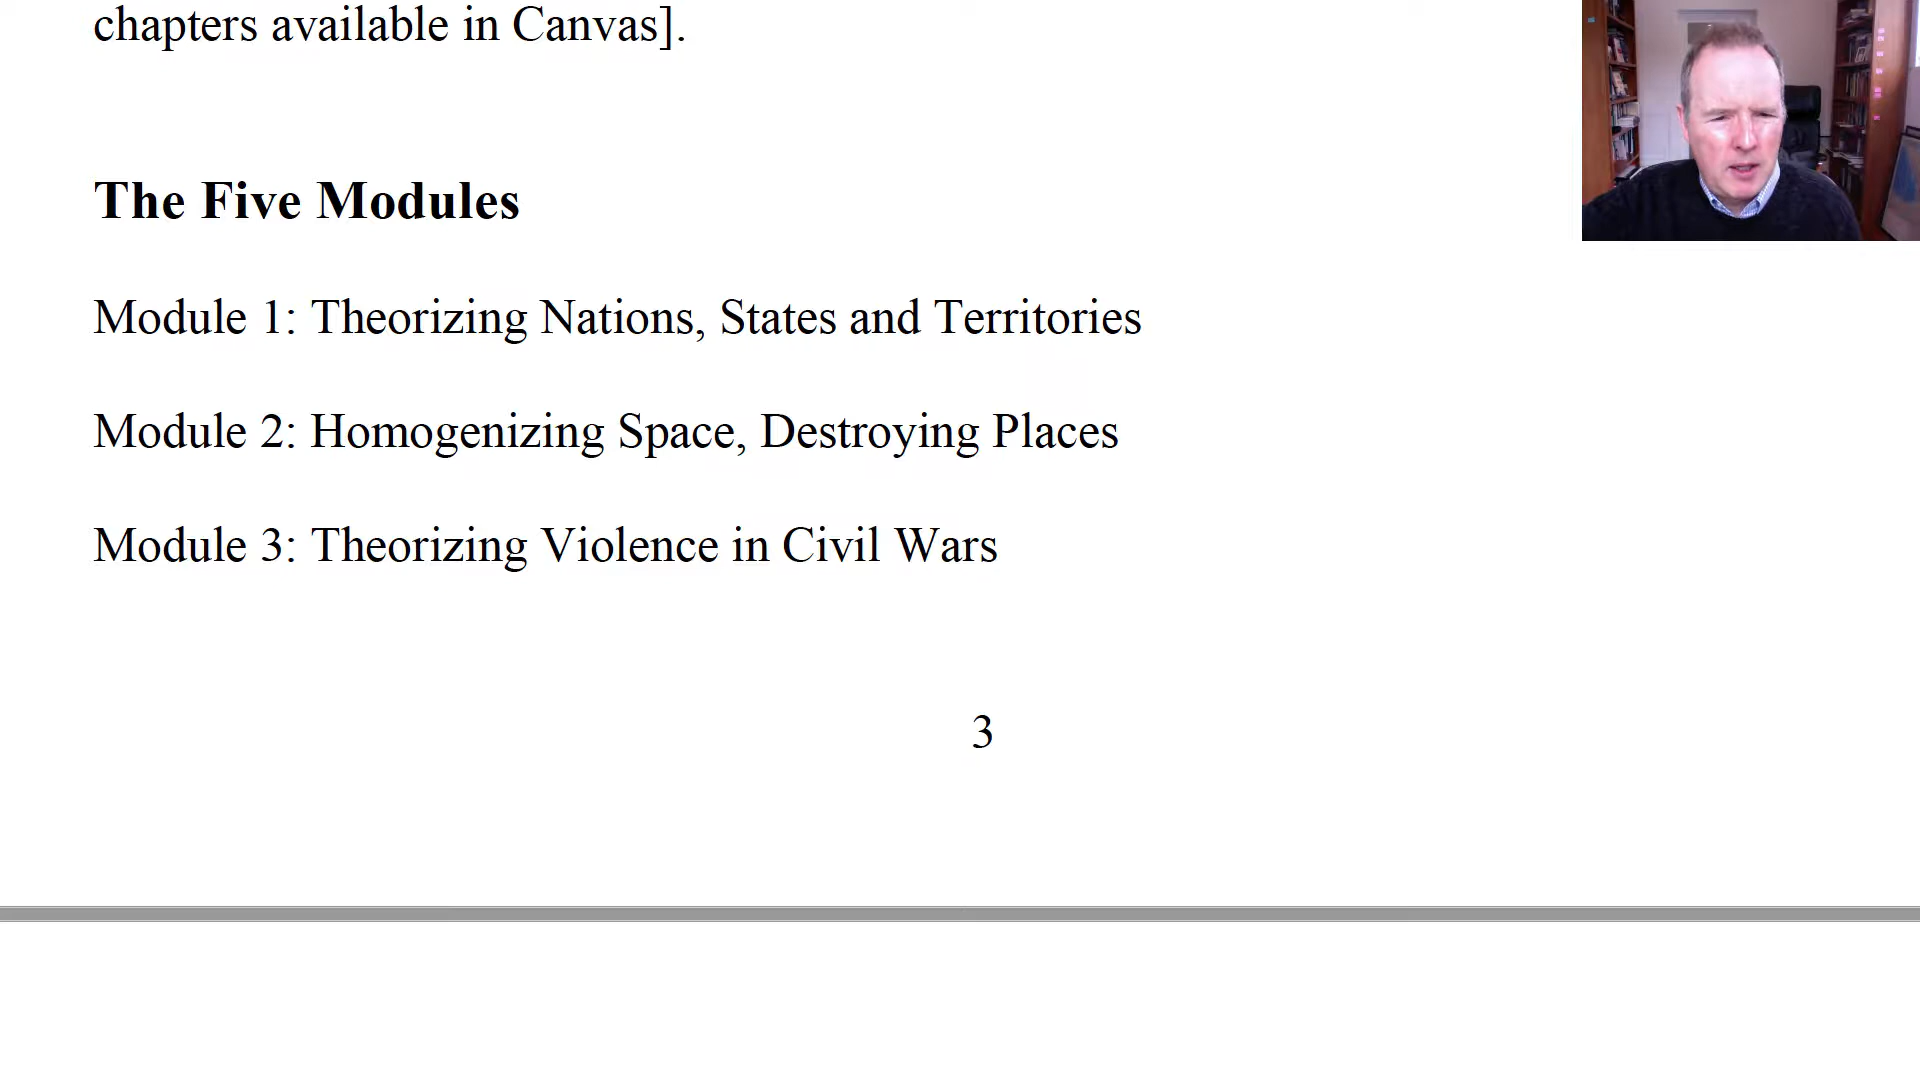 chapters available in Canvas].
The Five Modules
Module 1: Theorizing Nations, States and Territories
Module 2: Homogenizing Space, Destroying Places
Module 3: Theorizing Violence in Civil Wars
3